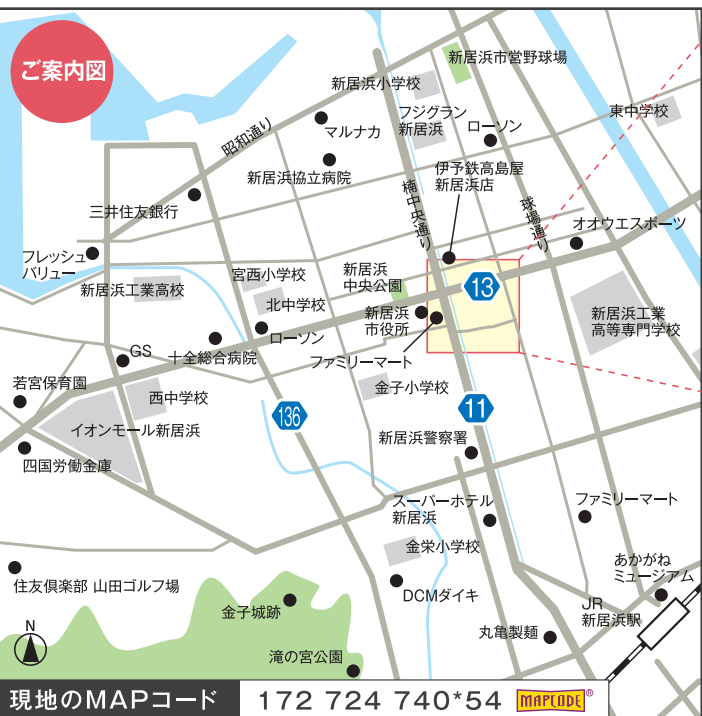 ご案内図
新居浜市営野球場
新居浜小学校
マルナカ
フジグラン
新居浜
ローソン
東中学校
昭和通り
新居浜協立病院
伊予鉄高島屋
新居浜店
楠中央通り
球場通り
三井住友銀行
オオウエスポーツ
フレッシュ
バリュー
新居浜工業高校
宮西小学校
新居浜
中央公園
13
北中学校
新居浜
市役所
新居浜工業
高等専門学校
ローソン
GS
十全総合病院
ファミリーマート
若宮保育園
西中学校
金子小学校
136
11
イオンモール新居浜
新居浜警察署
四国労働金庫
スーパーホテル
新居浜
ファミリーマート
金栄小学校
あかがね
ミュージアム
住友倶楽部 山田ゴルフ場
DCMダイキ
金子城跡
JR
新居浜駅
N
丸亀製麺
滝の宮公園
現地のMAPコード 172 724 740*54 MAPCODE®